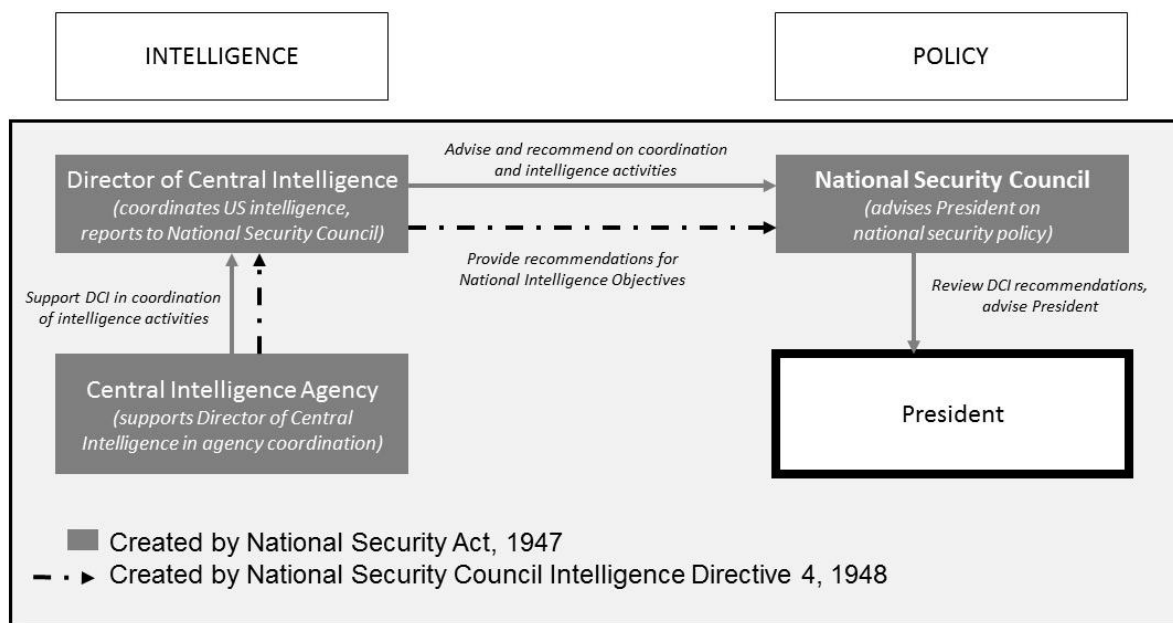 INTELLIGENCE
POLICY
Director of Central Intelligence
(coordinates US intelligence,
reports to National Security Council)
Advise and recommend on coordination
and intelligence activities
National Security Council
(advises President on
national security policy)
Provide recommendations for
National Intelligence Objectives
Support DCI in coordination
of intelligence activities
Review DCI recommendations,
advise President
Central Intelligence Agency
(supports Director of Central
Intelligence in agency coordination)
President
Created by National Security Act, 1947
Created by National Security Council Intelligence Directive 4, 1948